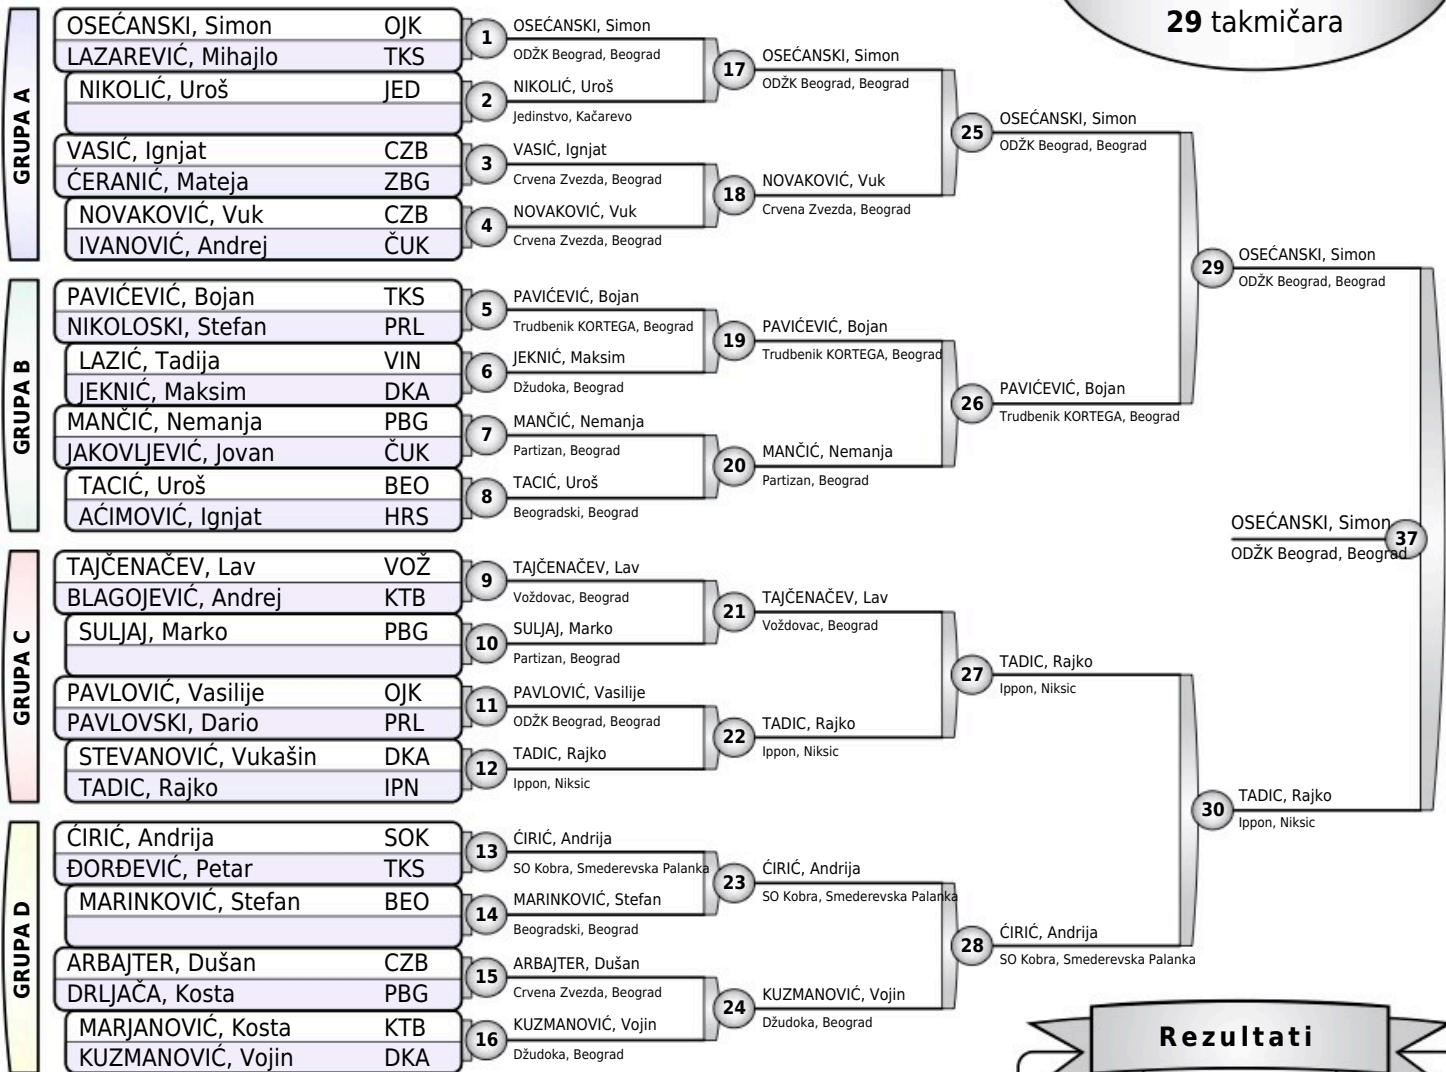 29 takmičara
GRUPA A
OSEĆANSKI, Simon OJK
LAZAREVIĆ, Mihajlo TKS
NIKOLIĆ, Uroš JED
VASIĆ, Ignjat CZB
ĆERANIĆ, Mateja ZBG
NOVAKOVIĆ, Vuk CZB
IVANOVIĆ, Andrej ČUK
GRUPA B
PAVIĆEVIĆ, Bojan TKS
NIKOLOSKI, Stefan PRL
LAZIĆ, Tadija VIN
JEKNIĆ, Maksim DKA
MANČIĆ, Nemanja PBG
JAKOVLJEVIĆ, Jovan ČUK
TACIĆ, Uroš BEO
AĆIMOVIĆ, Ignjat HRS
GRUPA C
TAJČENAČEV, Lav VOŽ
BLAGOJEVIĆ, Andrej KTB
SULJAJ, Marko PBG
PAVLOVIĆ, Vasilije OJK
PAVLOVSKI, Dario PRL
STEVANOVIĆ, Vukašin DKA
TADIC, Rajko IPN
GRUPA D
ĆIRIĆ, Andrija SOK
ĐORĐEVIĆ, Petar TKS
MARINKOVIĆ, Stefan BEO
ARBAJTER, Dušan CZB
DRLJAČA, Kosta PBG
MARJANOVIĆ, Kosta KTB
KUZMANOVIĆ, Vojin DKA
1 OSEĆANSKI, Simon
ODŽK Beograd, Beograd
2 NIKOLIĆ, Uroš
Jedinstvo, Kačarevo
3 VASIĆ, Ignjat
Crvena Zvezda, Beograd
4 NOVAKOVIĆ, Vuk
Crvena Zvezda, Beograd
5 PAVIĆEVIĆ, Bojan
Trudbenik KORTEGA, Beograd
6 JEKNIĆ, Maksim
Džudoka, Beograd
7 MANČIĆ, Nemanja
Partizan, Beograd
8 TACIĆ, Uroš
Beogradski, Beograd
9 TAJČENAČEV, Lav
Voždovac, Beograd
10 SULJAJ, Marko
Partizan, Beograd
11 PAVLOVIĆ, Vasilije
ODŽK Beograd, Beograd
12 TADIC, Rajko
Ippon, Niksic
13 ĆIRIĆ, Andrija
SO Kobra, Smederevska Palanka
14 MARINKOVIĆ, Stefan
Beogradski, Beograd
15 ARBAJTER, Dušan
Crvena Zvezda, Beograd
16 KUZMANOVIĆ, Vojin
Džudoka, Beograd
17 OSEĆANSKI, Simon
ODŽK Beograd, Beograd
18 NOVAKOVIĆ, Vuk
Crvena Zvezda, Beograd
19 PAVIĆEVIĆ, Bojan
Trudbenik KORTEGA, Beograd
20 MANČIĆ, Nemanja
Partizan, Beograd
21 TAJČENAČEV, Lav
Voždovac, Beograd
22 TADIC, Rajko
Ippon, Niksic
23 ĆIRIĆ, Andrija
SO Kobra, Smederevska Palanka
24 KUZMANOVIĆ, Vojin
Džudoka, Beograd
25 OSEĆANSKI, Simon
ODŽK Beograd, Beograd
26 PAVIĆEVIĆ, Bojan
Trudbenik KORTEGA, Beograd
27 TADIC, Rajko
Ippon, Niksic
28 ĆIRIĆ, Andrija
SO Kobra, Smederevska Palanka
29 OSEĆANSKI, Simon
ODŽK Beograd, Beograd
30 TADIC, Rajko
Ippon, Niksic
OSEĆANSKI, Simon 37
ODŽK Beograd, Beograd
Rezultati